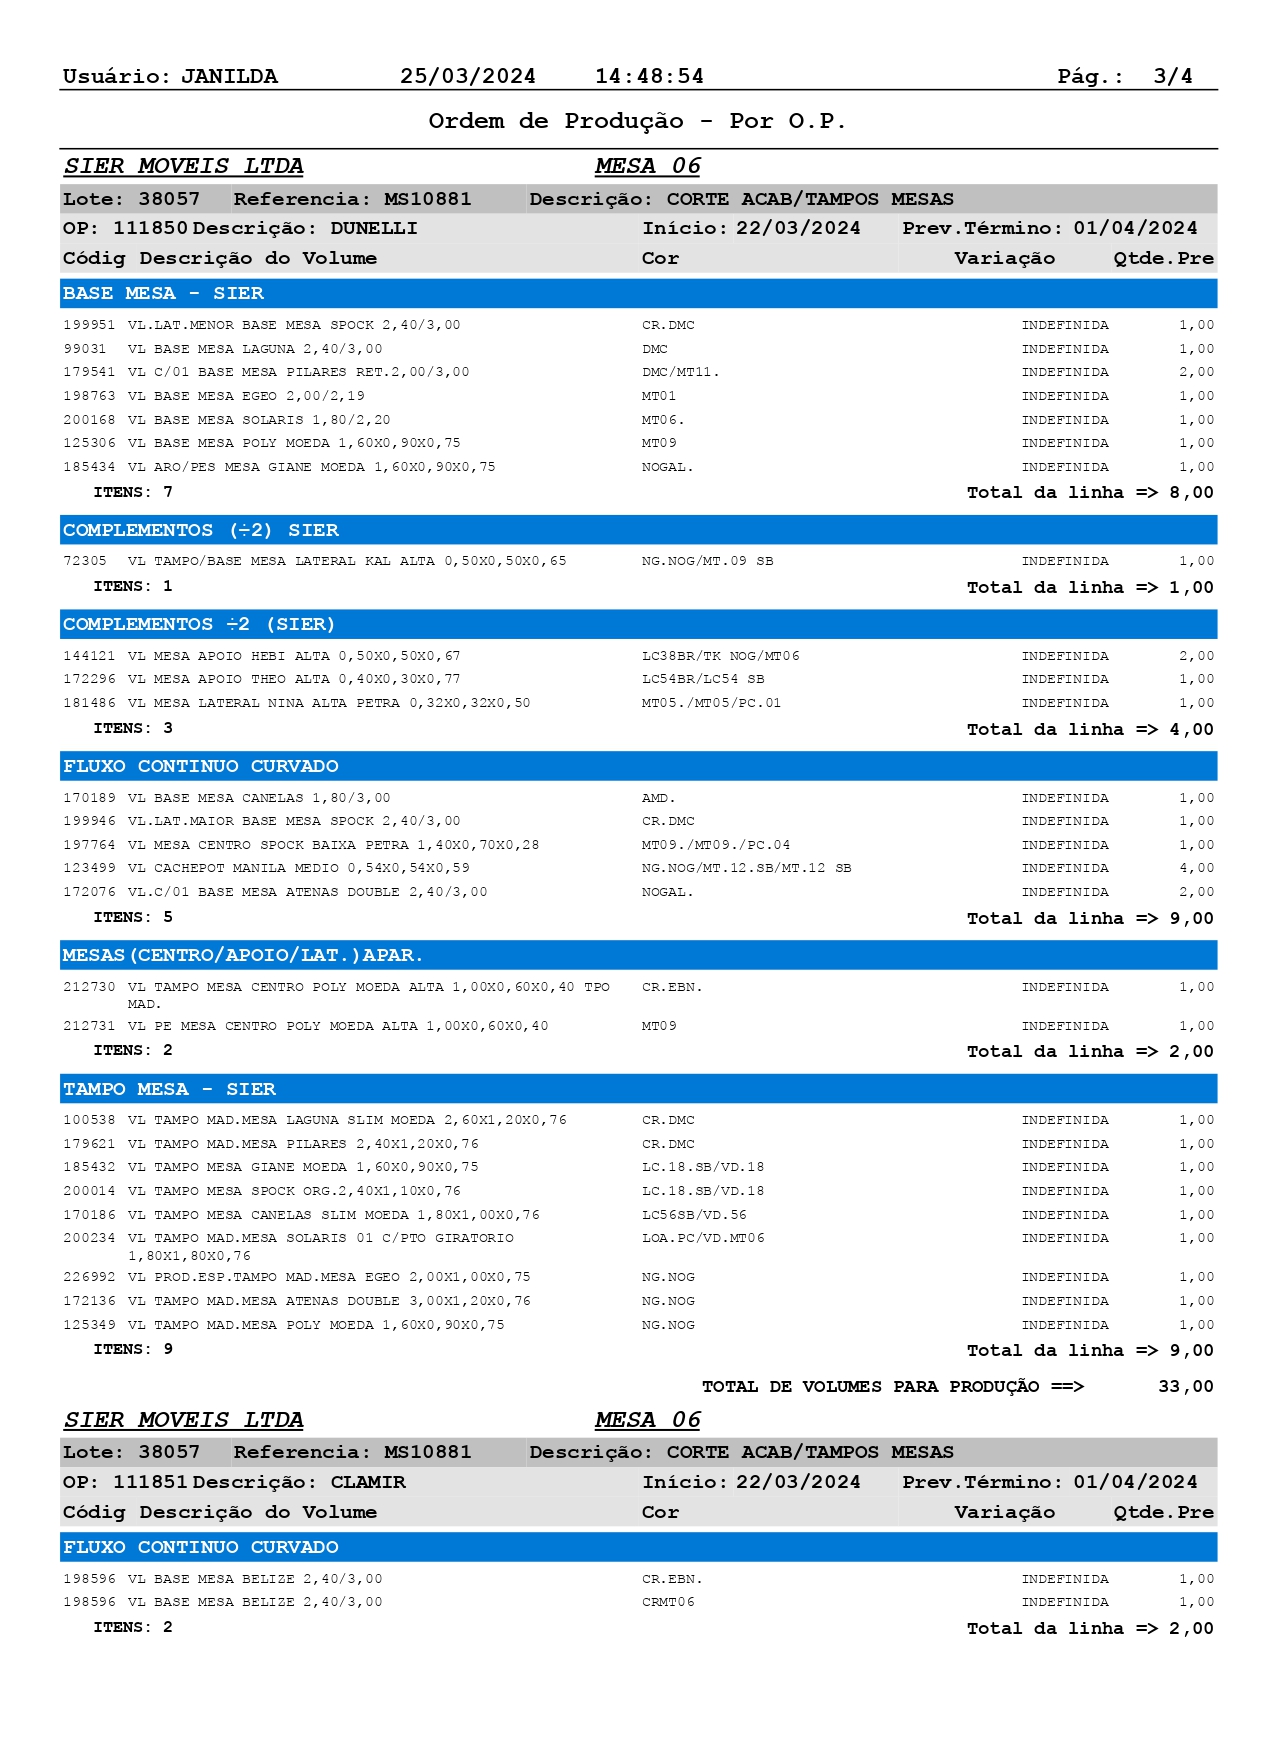 Usuário: JANILDA 25/03/2024 14:48:54 Pág.: 3/4
Ordem de Produção - Por O.P.
SIER MOVEIS LTDA MESA 06
Lote: 38057 Referencia: MS10881 Descrição: CORTE ACAB/TAMPOS MESAS
OP: 111850 Descrição: DUNELLI Início: 22/03/2024 Prev.Término: 01/04/2024
Códig Descrição do Volume Cor Variação Qtde.Pre
BASE MESA - SIER
199951 VL.LAT.MENOR BASE MESA SPOCK 2,40/3,00 CR.DMC INDEFINIDA 1,00
99031 VL BASE MESA LAGUNA 2,40/3,00 DMC INDEFINIDA 1,00
179541 VL C/01 BASE MESA PILARES RET.2,00/3,00 DMC/MT11. INDEFINIDA 2,00
198763 VL BASE MESA EGEO 2,00/2,19 MT01 INDEFINIDA 1,00
200168 VL BASE MESA SOLARIS 1,80/2,20 MT06. INDEFINIDA 1,00
125306 VL BASE MESA POLY MOEDA 1,60X0,90X0,75 MT09 INDEFINIDA 1,00
185434 VL ARO/PES MESA GIANE MOEDA 1,60X0,90X0,75 NOGAL. INDEFINIDA 1,00
ITENS: 7 Total da linha => 8,00
COMPLEMENTOS (÷2) SIER
72305 VL TAMPO/BASE MESA LATERAL KAL ALTA 0,50X0,50X0,65 NG.NOG/MT.09 SB INDEFINIDA 1,00
ITENS: 1 Total da linha => 1,00
COMPLEMENTOS ÷2 (SIER)
144121 VL MESA APOIO HEBI ALTA 0,50X0,50X0,67 LC38BR/TK NOG/MT06 INDEFINIDA 2,00
172296 VL MESA APOIO THEO ALTA 0,40X0,30X0,77 LC54BR/LC54 SB INDEFINIDA 1,00
181486 VL MESA LATERAL NINA ALTA PETRA 0,32X0,32X0,50 MT05./MT05/PC.01 INDEFINIDA 1,00
ITENS: 3 Total da linha => 4,00
FLUXO CONTINUO CURVADO
170189 VL BASE MESA CANELAS 1,80/3,00 AMD. INDEFINIDA 1,00
199946 VL.LAT.MAIOR BASE MESA SPOCK 2,40/3,00 CR.DMC INDEFINIDA 1,00
197764 VL MESA CENTRO SPOCK BAIXA PETRA 1,40X0,70X0,28 MT09./MT09./PC.04 INDEFINIDA 1,00
123499 VL CACHEPOT MANILA MEDIO 0,54X0,54X0,59 NG.NOG/MT.12.SB/MT.12 SB INDEFINIDA 4,00
172076 VL.C/01 BASE MESA ATENAS DOUBLE 2,40/3,00 NOGAL. INDEFINIDA 2,00
ITENS: 5 Total da linha => 9,00
MESAS(CENTRO/APOIO/LAT.)APAR.
212730 VL TAMPO MESA CENTRO POLY MOEDA ALTA 1,00X0,60X0,40 TPO CR.EBN. INDEFINIDA 1,00
MAD.
212731 VL PE MESA CENTRO POLY MOEDA ALTA 1,00X0,60X0,40 MT09 INDEFINIDA 1,00
ITENS: 2 Total da linha => 2,00
TAMPO MESA - SIER
100538 VL TAMPO MAD.MESA LAGUNA SLIM MOEDA 2,60X1,20X0,76 CR.DMC INDEFINIDA 1,00
179621 VL TAMPO MAD.MESA PILARES 2,40X1,20X0,76 CR.DMC INDEFINIDA 1,00
185432 VL TAMPO MESA GIANE MOEDA 1,60X0,90X0,75 LC.18.SB/VD.18 INDEFINIDA 1,00
200014 VL TAMPO MESA SPOCK ORG.2,40X1,10X0,76 LC.18.SB/VD.18 INDEFINIDA 1,00
170186 VL TAMPO MESA CANELAS SLIM MOEDA 1,80X1,00X0,76 LC56SB/VD.56 INDEFINIDA 1,00
200234 VL TAMPO MAD.MESA SOLARIS 01 C/PTO GIRATORIO LOA.PC/VD.MT06 INDEFINIDA 1,00
1,80X1,80X0,76
226992 VL PROD.ESP.TAMPO MAD.MESA EGEO 2,00X1,00X0,75 NG.NOG INDEFINIDA 1,00
172136 VL TAMPO MAD.MESA ATENAS DOUBLE 3,00X1,20X0,76 NG.NOG INDEFINIDA 1,00
125349 VL TAMPO MAD.MESA POLY MOEDA 1,60X0,90X0,75 NG.NOG INDEFINIDA 1,00
ITENS: 9 Total da linha => 9,00
TOTAL DE VOLUMES PARA PRODUÇÃO ==> 33,00
SIER MOVEIS LTDA MESA 06
Lote: 38057 Referencia: MS10881 Descrição: CORTE ACAB/TAMPOS MESAS
OP: 111851 Descrição: CLAMIR Início: 22/03/2024 Prev.Término: 01/04/2024
Códig Descrição do Volume Cor Variação Qtde.Pre
FLUXO CONTINUO CURVADO
198596 VL BASE MESA BELIZE 2,40/3,00 CR.EBN. INDEFINIDA 1,00
198596 VL BASE MESA BELIZE 2,40/3,00 CRMT06 INDEFINIDA 1,00
ITENS: 2 Total da linha => 2,00